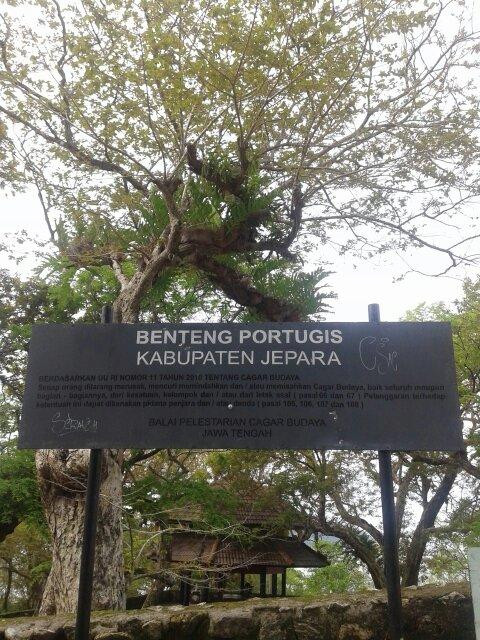 BENTENG PORTUGIS
KABUPATEN JEPARA
BERDASARKAN UU RI NOMOR 11 TAHUN 2010 TENTANG CAGAR BUDAYA
Setiap orang dilarang merusak, mencuri memindahkan dan / atau memisahkan Cagar Budaya, baik seluruh maupun
bagian - bagiannya, dari kesatuan, kelompok dan / atau dari letak asal ( pasal 66 dan 67 ) Pelanggaran terhadap
ketentuan ini dapat dikenakan pidana penjara dan / atau denda ( pasal 105, 106, 107 dan 108 )
BALAI PELESTARIAN CAGAR BUDAYA
JAWA TENGAH